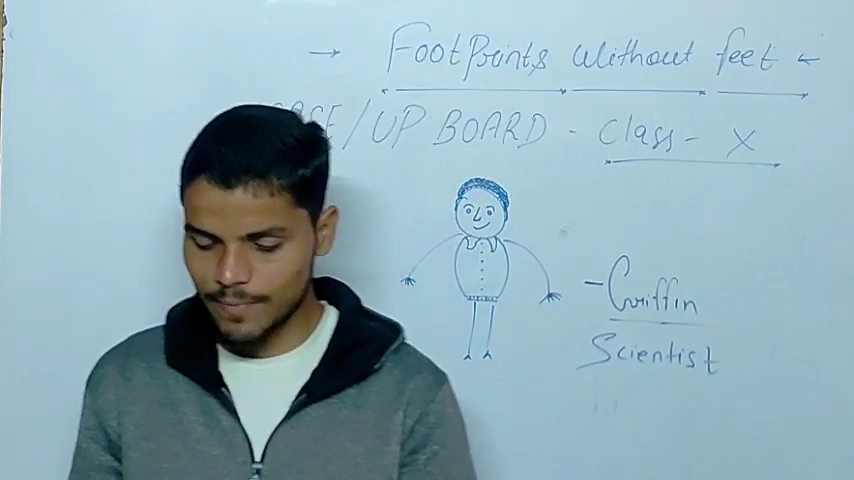 → FootPrints Without feet ←
/ UP BOARD - Class - X
- Griffin
Scientist